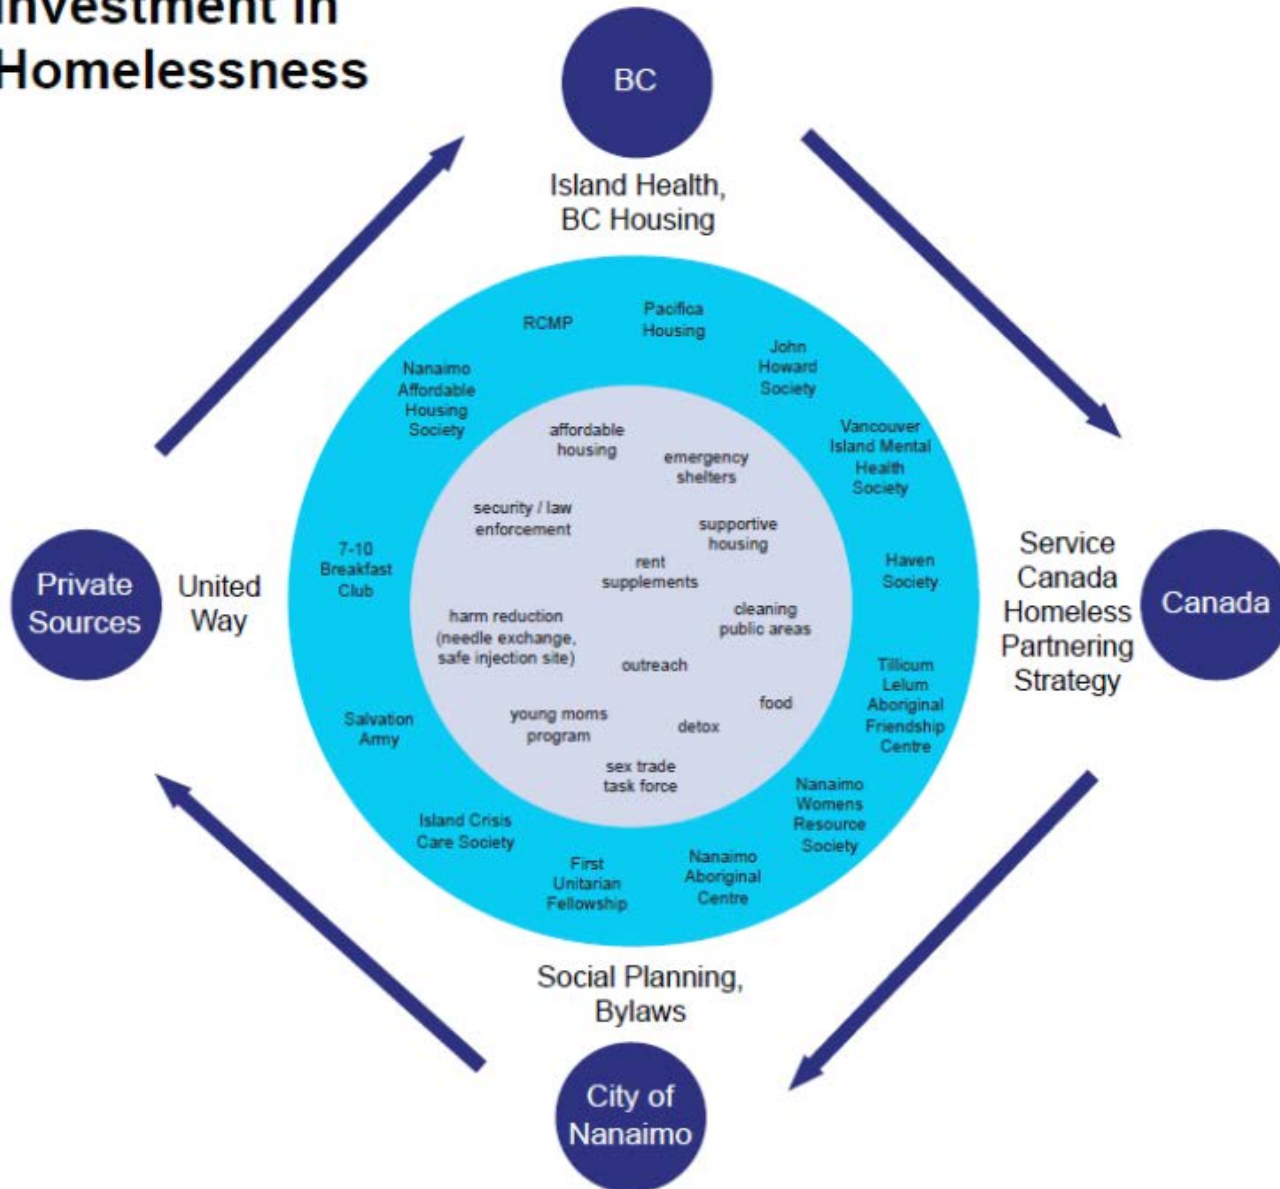 Investment in
Homelessness
BC
Island Health,
BC Housing
RCMP
Pacifica
Housing
John
Howard
Society
Nanaimo
Affordable
Housing
Society
Vancouver
Island Mental
Health
Society
affordable
housing
emergency
shelters
security / law
enforcement
supportive
housing
rent
supplements
7-10
Breakfast
Club
Haven
Society
Private
Sources
United
Way
Service
Canada
Homeless
Partnering
Strategy
Canada
harm reduction
(needle exchange,
safe injection site)
cleaning
public areas
outreach
Tillicum
Lelum
Aboriginal
Friendship
Centre
food
young moms
program
detox
Salvation
Army
sex trade
task force
Nanaimo
Womens
Resource
Society
Island Crisis
Care Society
First
Unitarian
Fellowship
Nanaimo
Aboriginal
Centre
Social Planning,
Bylaws
City of
Nanaimo